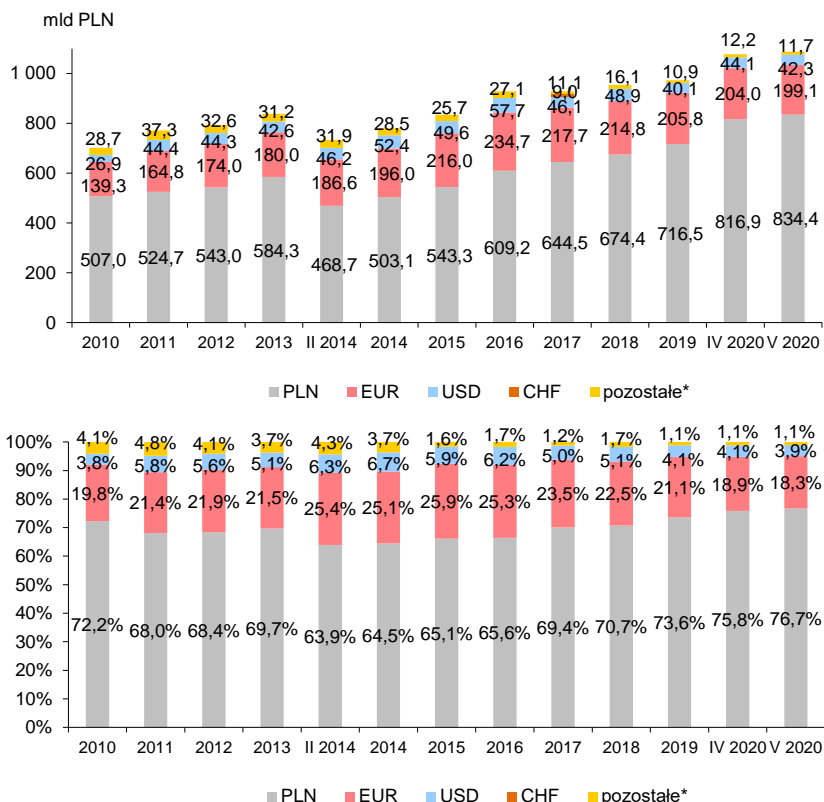 mld PLN
1 000
800
600
400
200
0
28,7 37,3 32,6 31,2 31,9 28,5 25,7 27,1 11,1 16,1 10,9 12,2 11,7
9,0
26,9 44,4 44,3 42,6 46,2 52,4 49,6 57,7 46,1 48,9 40,1 44,1 42,3
139,3 164,8 174,0 180,0 186,6 196,0 216,0 234,7 217,7 214,8 205,8 204,0 199,1
507,0 524,7 543,0 584,3 468,7 503,1 543,3 609,2 644,5 674,4 716,5 816,9 834,4
2010 2011 2012 2013 II 2014 2014 2015 2016 2017 2018 2019 IV 2020 V 2020
PLN EUR USD CHF pozostałe*
100%
90%
80%
70%
60%
50%
40%
30%
20%
10%
0%
4,1% 4,8% 4,1% 3,7% 4,3% 3,7% 1,6% 1,7% 1,2% 1,7% 1,1% 1,1% 1,1%
3,8% 5,8% 5,6% 5,1% 6,3% 6,7% 5,9% 6,2% 5,0% 5,1% 4,1% 4,1% 3,9%
19,8% 21,4% 21,9% 21,5% 25,4% 25,1% 25,9% 25,3% 23,5% 22,5% 21,1% 18,9% 18,3%
72,2% 68,0% 68,4% 69,7% 63,9% 64,5% 65,1% 65,6% 69,4% 70,7% 73,6% 75,8% 76,7%
2010 2011 2012 2013 II 2014 2014 2015 2016 2017 2018 2019 IV 2020 V 2020
PLN EUR USD CHF pozostałe*